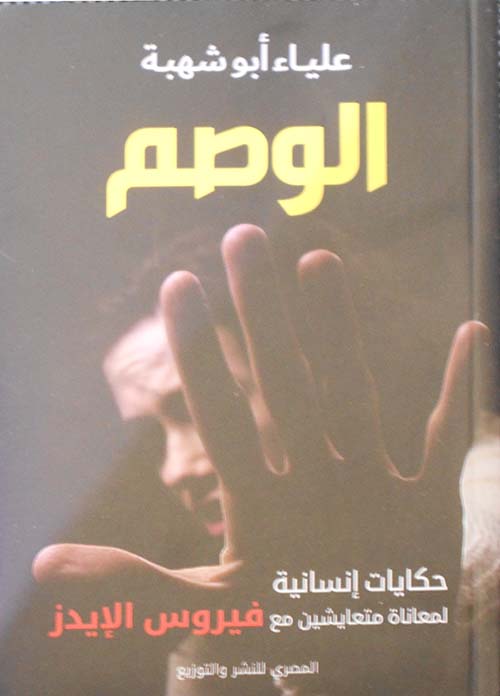 علياء أبو شهبة
الوصم
حكايات إنسانية
لمعاناة متعايشين مع فيروس الإيدز
المصري للنشر والتوزيع